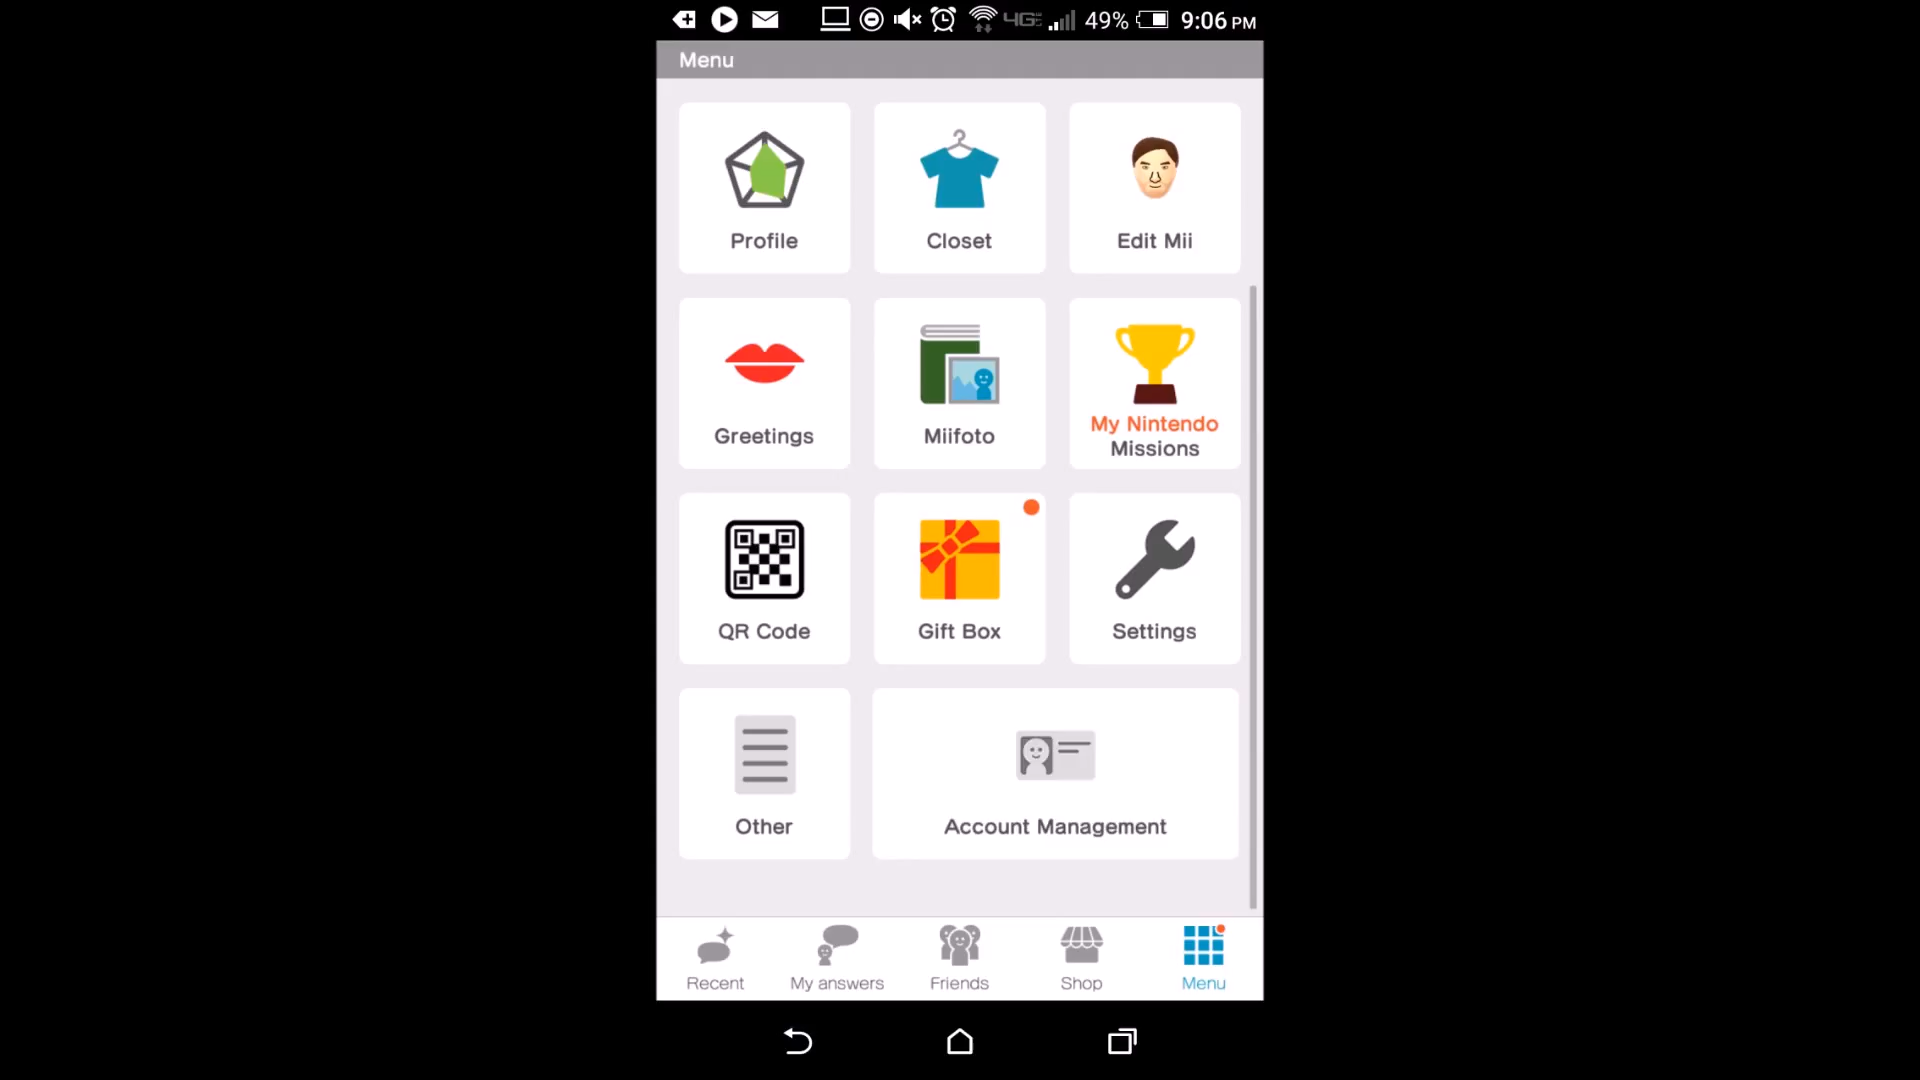 4G 49% 9:06 PM
Menu
Profile
Closet
Edit Mii
Greetings
Miifoto
My Nintendo
Missions
QR Code
Gift Box
Settings
Other
Account Management
Recent
My answers
Friends
Shop
Menu